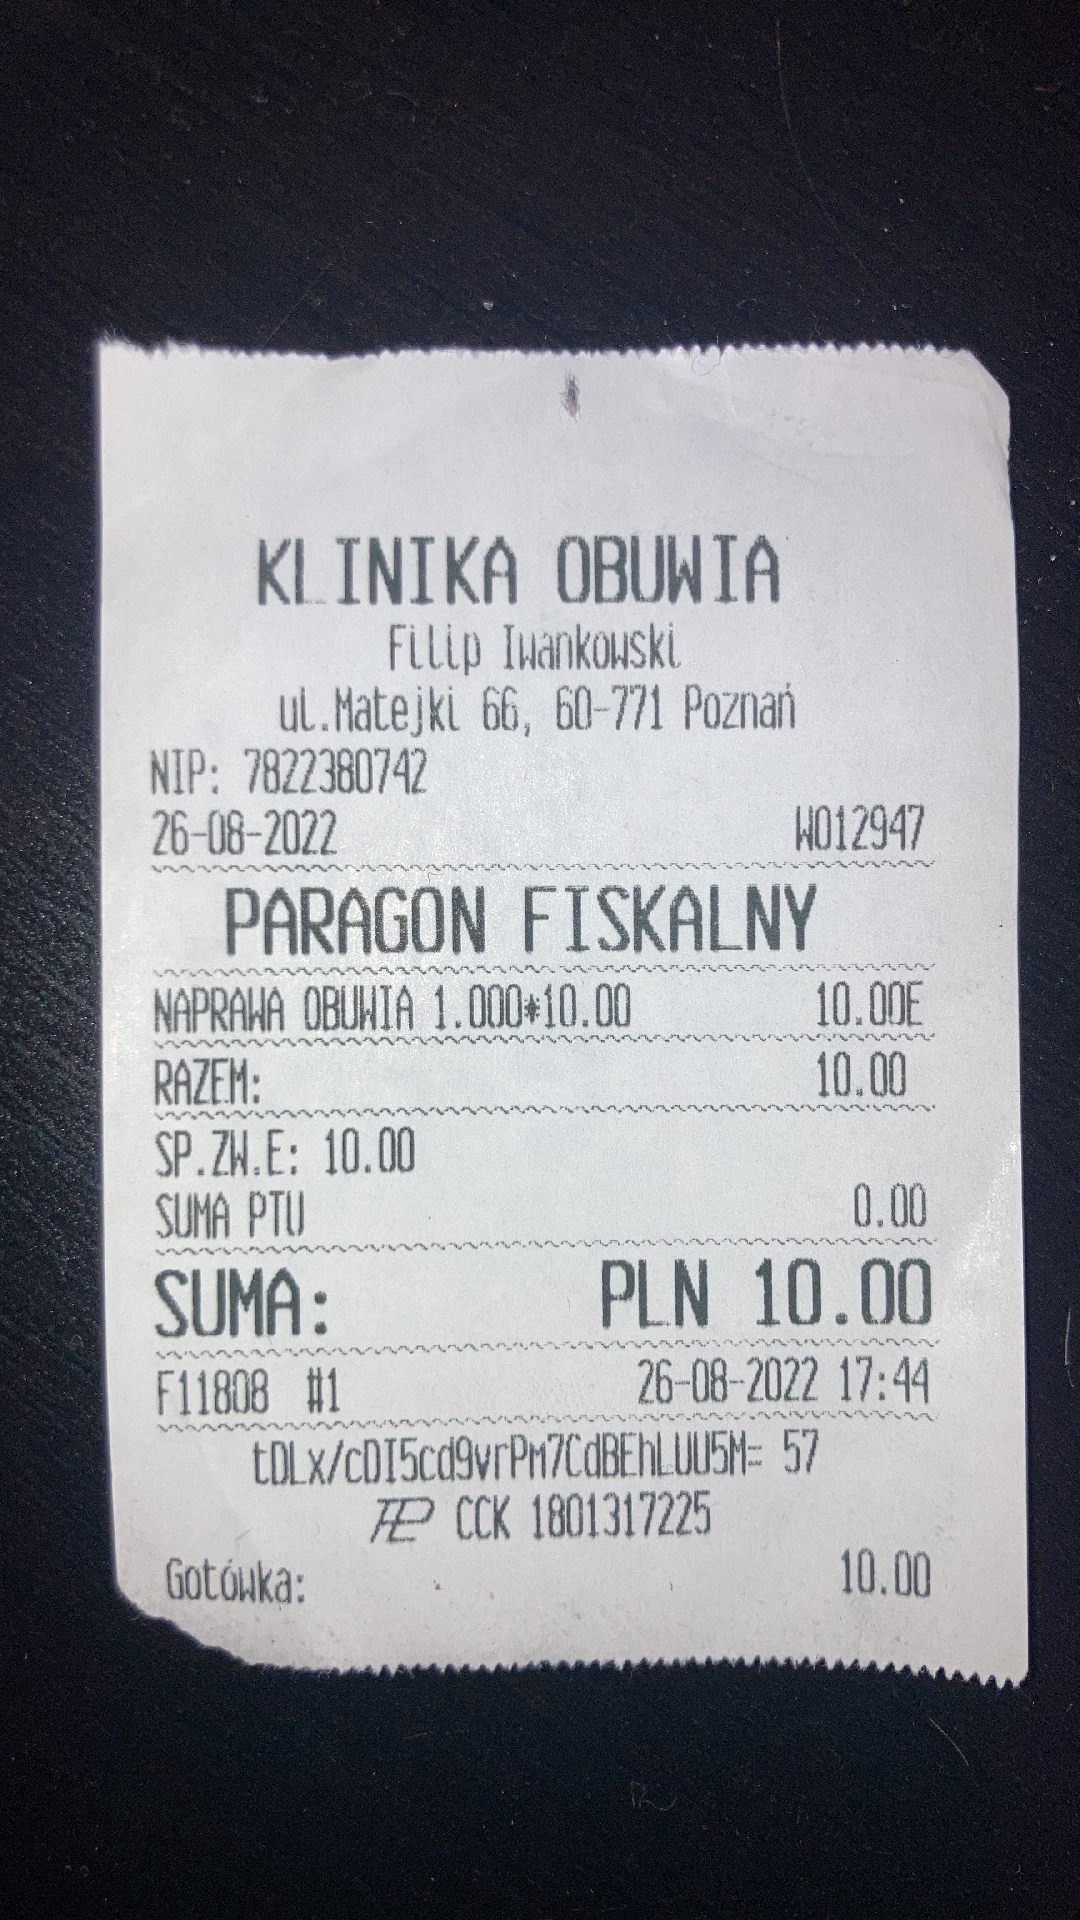 KLINIKA OBUWIA
Filip Iwankowski
ul.Matejki 66, 60-771 Poznań
NIP: 7822380742
26-08-2022 W012947
PARAGON FISKALNY
NAPRAWA OBUWIA 1.000*10.00 10.00E
RAZEM: 10.00
SP.ZW.E: 10.00
SUMA PTU 0.00
SUMA: PLN 10.00
F11808 #1 26-08-2022 17:44
tDLx/cDI5cd9vrPM7CdBEhLUU5M= 57
CCK 1801317225
Gotówka: 10.00